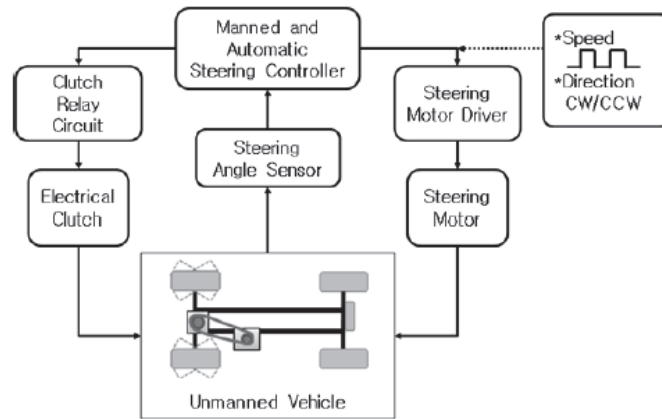 Manned and
Automatic
Steering Controller
*Speed
*Direction
CW/CCW
Clutch
Relay
Circuit
Steering
Motor Driver
Steering
Angle Sensor
Electrical
Clutch
Steering
Motor
Unmanned Vehicle